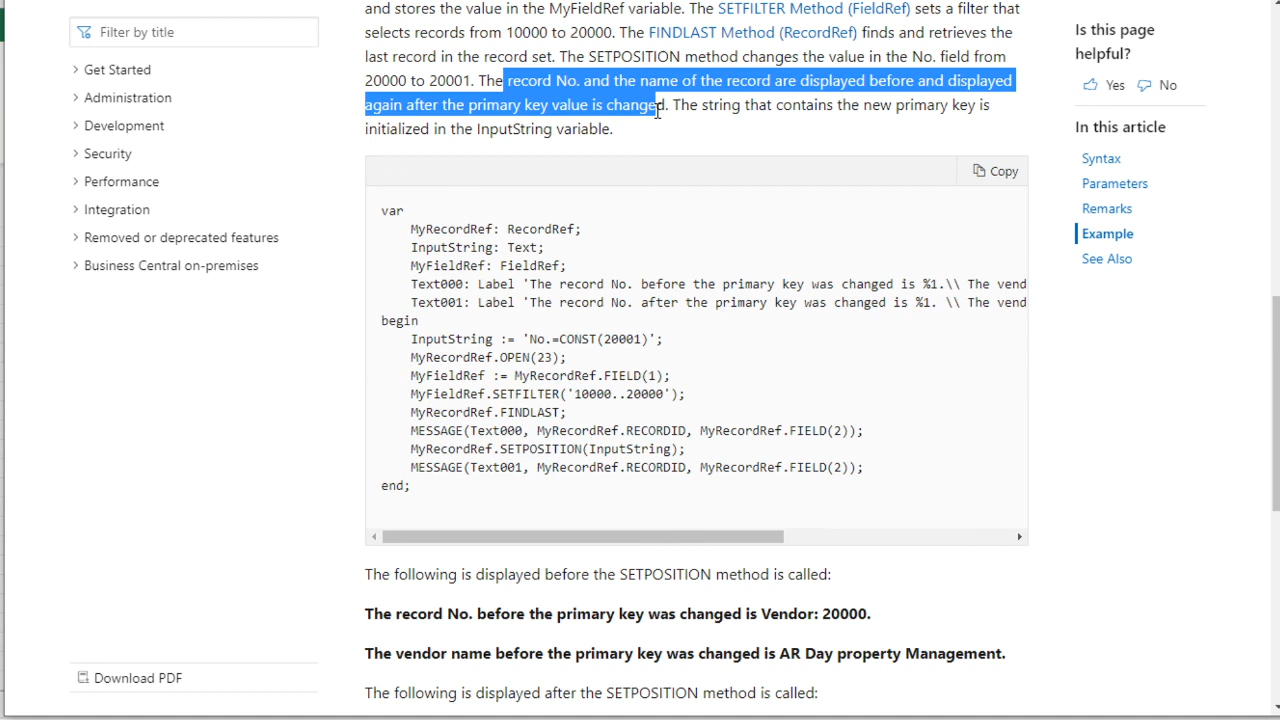 Filter by title
Get Started
Administration
Development
Security
Performance
Integration
Removed or deprecated features
Business Central on-premises
Download PDF
and stores the value in the MyFieldRef variable. The SETFILTER Method (FieldRef) sets a filter that
selects records from 10000 to 20000. The FINDLAST Method (RecordRef) finds and retrieves the
last record in the record set. The SETPOSITION method changes the value in the No. field from
20000 to 20001. The record No. and the name of the record are displayed before and displayed
again after the primary key value is changed. The string that contains the new primary key is
initialized in the InputString variable.
Copy
var
MyRecordRef: RecordRef;
InputString: Text;
MyFieldRef: FieldRef;
Text000: Label 'The record No. before the primary key was changed is %1.\\ The vend
Text001: Label 'The record No. after the primary key was changed is %1. \\ The vend
begin
InputString := 'No.=CONST(20001)';
MyRecordRef.OPEN(23);
MyFieldRef := MyRecordRef.FIELD(1);
MyFieldRef.SETFILTER('10000..20000');
MyRecordRef.FINDLAST;
MESSAGE(Text000, MyRecordRef.RECORDID, MyRecordRef.FIELD(2));
MyRecordRef.SETPOSITION(InputString);
MESSAGE(Text001, MyRecordRef.RECORDID, MyRecordRef.FIELD(2));
end;
The following is displayed before the SETPOSITION method is called:
The record No. before the primary key was changed is Vendor: 20000.
The vendor name before the primary key was changed is AR Day property Management.
The following is displayed after the SETPOSITION method is called:
Is this page
helpful?
Yes No
In this article
Syntax
Parameters
Remarks
Example
See Also